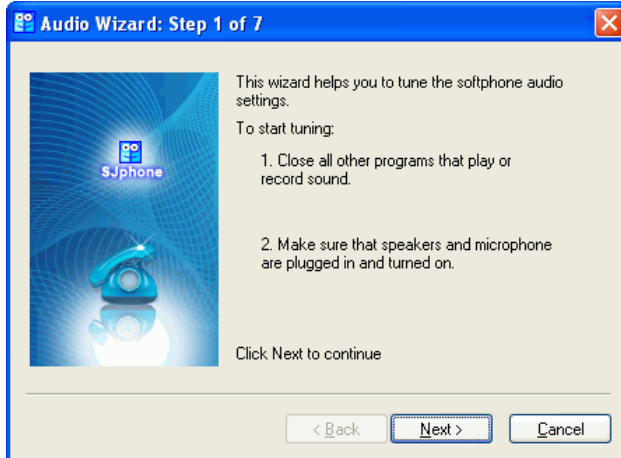 Audio Wizard: Step 1 of 7
This wizard helps you to tune the softphone audio
settings.
To start tuning:
1. Close all other programs that play or
record sound.
SJphone
2. Make sure that speakers and microphone
are plugged in and turned on.
Click Next to continue
< Back
Next >
Cancel